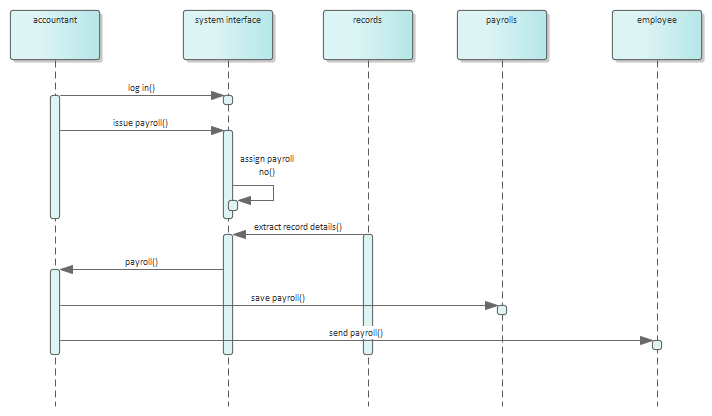 accountant
system interface
records
payrolls
employee
log in()
issue payroll()
assign payroll
no()
extract record details()
payroll()
save payroll()
send payroll()